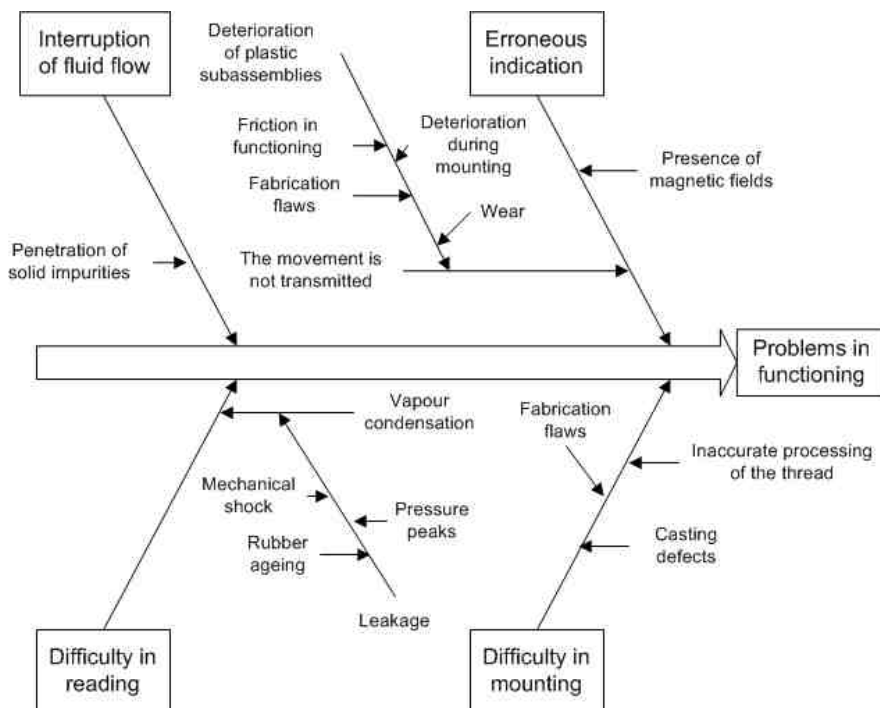 Interruption
of fluid flow
Deterioration
of plastic
subassemblies
Erroneous
indication
Friction in
functioning
Deterioration
during
mounting
Fabrication
flaws
Presence of
magnetic fields
Wear
Penetration of
solid impurities
The movement is
not transmitted
Problems in
functioning
Vapour
condensation
Fabrication
flaws
Inaccurate processing
of the thread
Mechanical
shock
Pressure
peaks
Rubber
ageing
Casting
defects
Leakage
Difficulty in
reading
Difficulty in
mounting